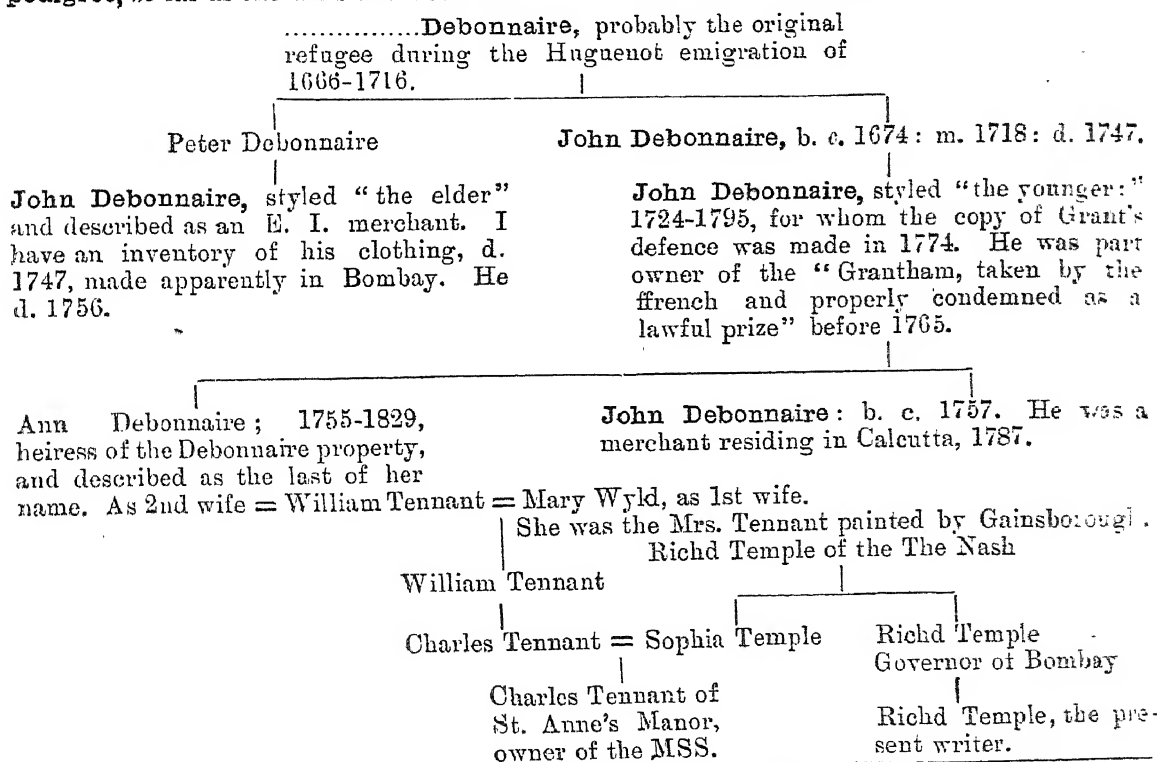 ................Debonnaire, probably the original
refugee during the Huguenot emigration of
1666-1716.
Peter Debonnaire
John Debonnaire, b. c. 1674: m. 1718: d. 1747.
John Debonnaire, styled “the elder”
and described as an E. I. merchant. I
have an inventory of his clothing, d.
1747, made apparently in Bombay. He
d. 1756.
John Debonnaire, styled “the younger:”
1724-1795, for whom the copy of Grant's
defence was made in 1774. He was part
owner of the “Grantham, taken by the
ffrench and properly condemned as a
lawful prize” before 1765.
Ann Debonnaire; 1755-1829,
heiress of the Debonnaire property,
and described as the last of her
name. As 2nd wife = William Tennant = Mary Wyld, as 1st wife.
John Debonnaire: b. c. 1757. He was a
merchant residing in Calcutta, 1787.
She was the Mrs. Tennant painted by Gainsborough.
Richd Temple of the The Nash
William Tennant
Charles Tennant = Sophia Temple
Richd Temple
Governor of Bombay
Charles Tennant of
St. Anne's Manor,
owner of the MSS.
Richd Temple, the pre-
sent writer.